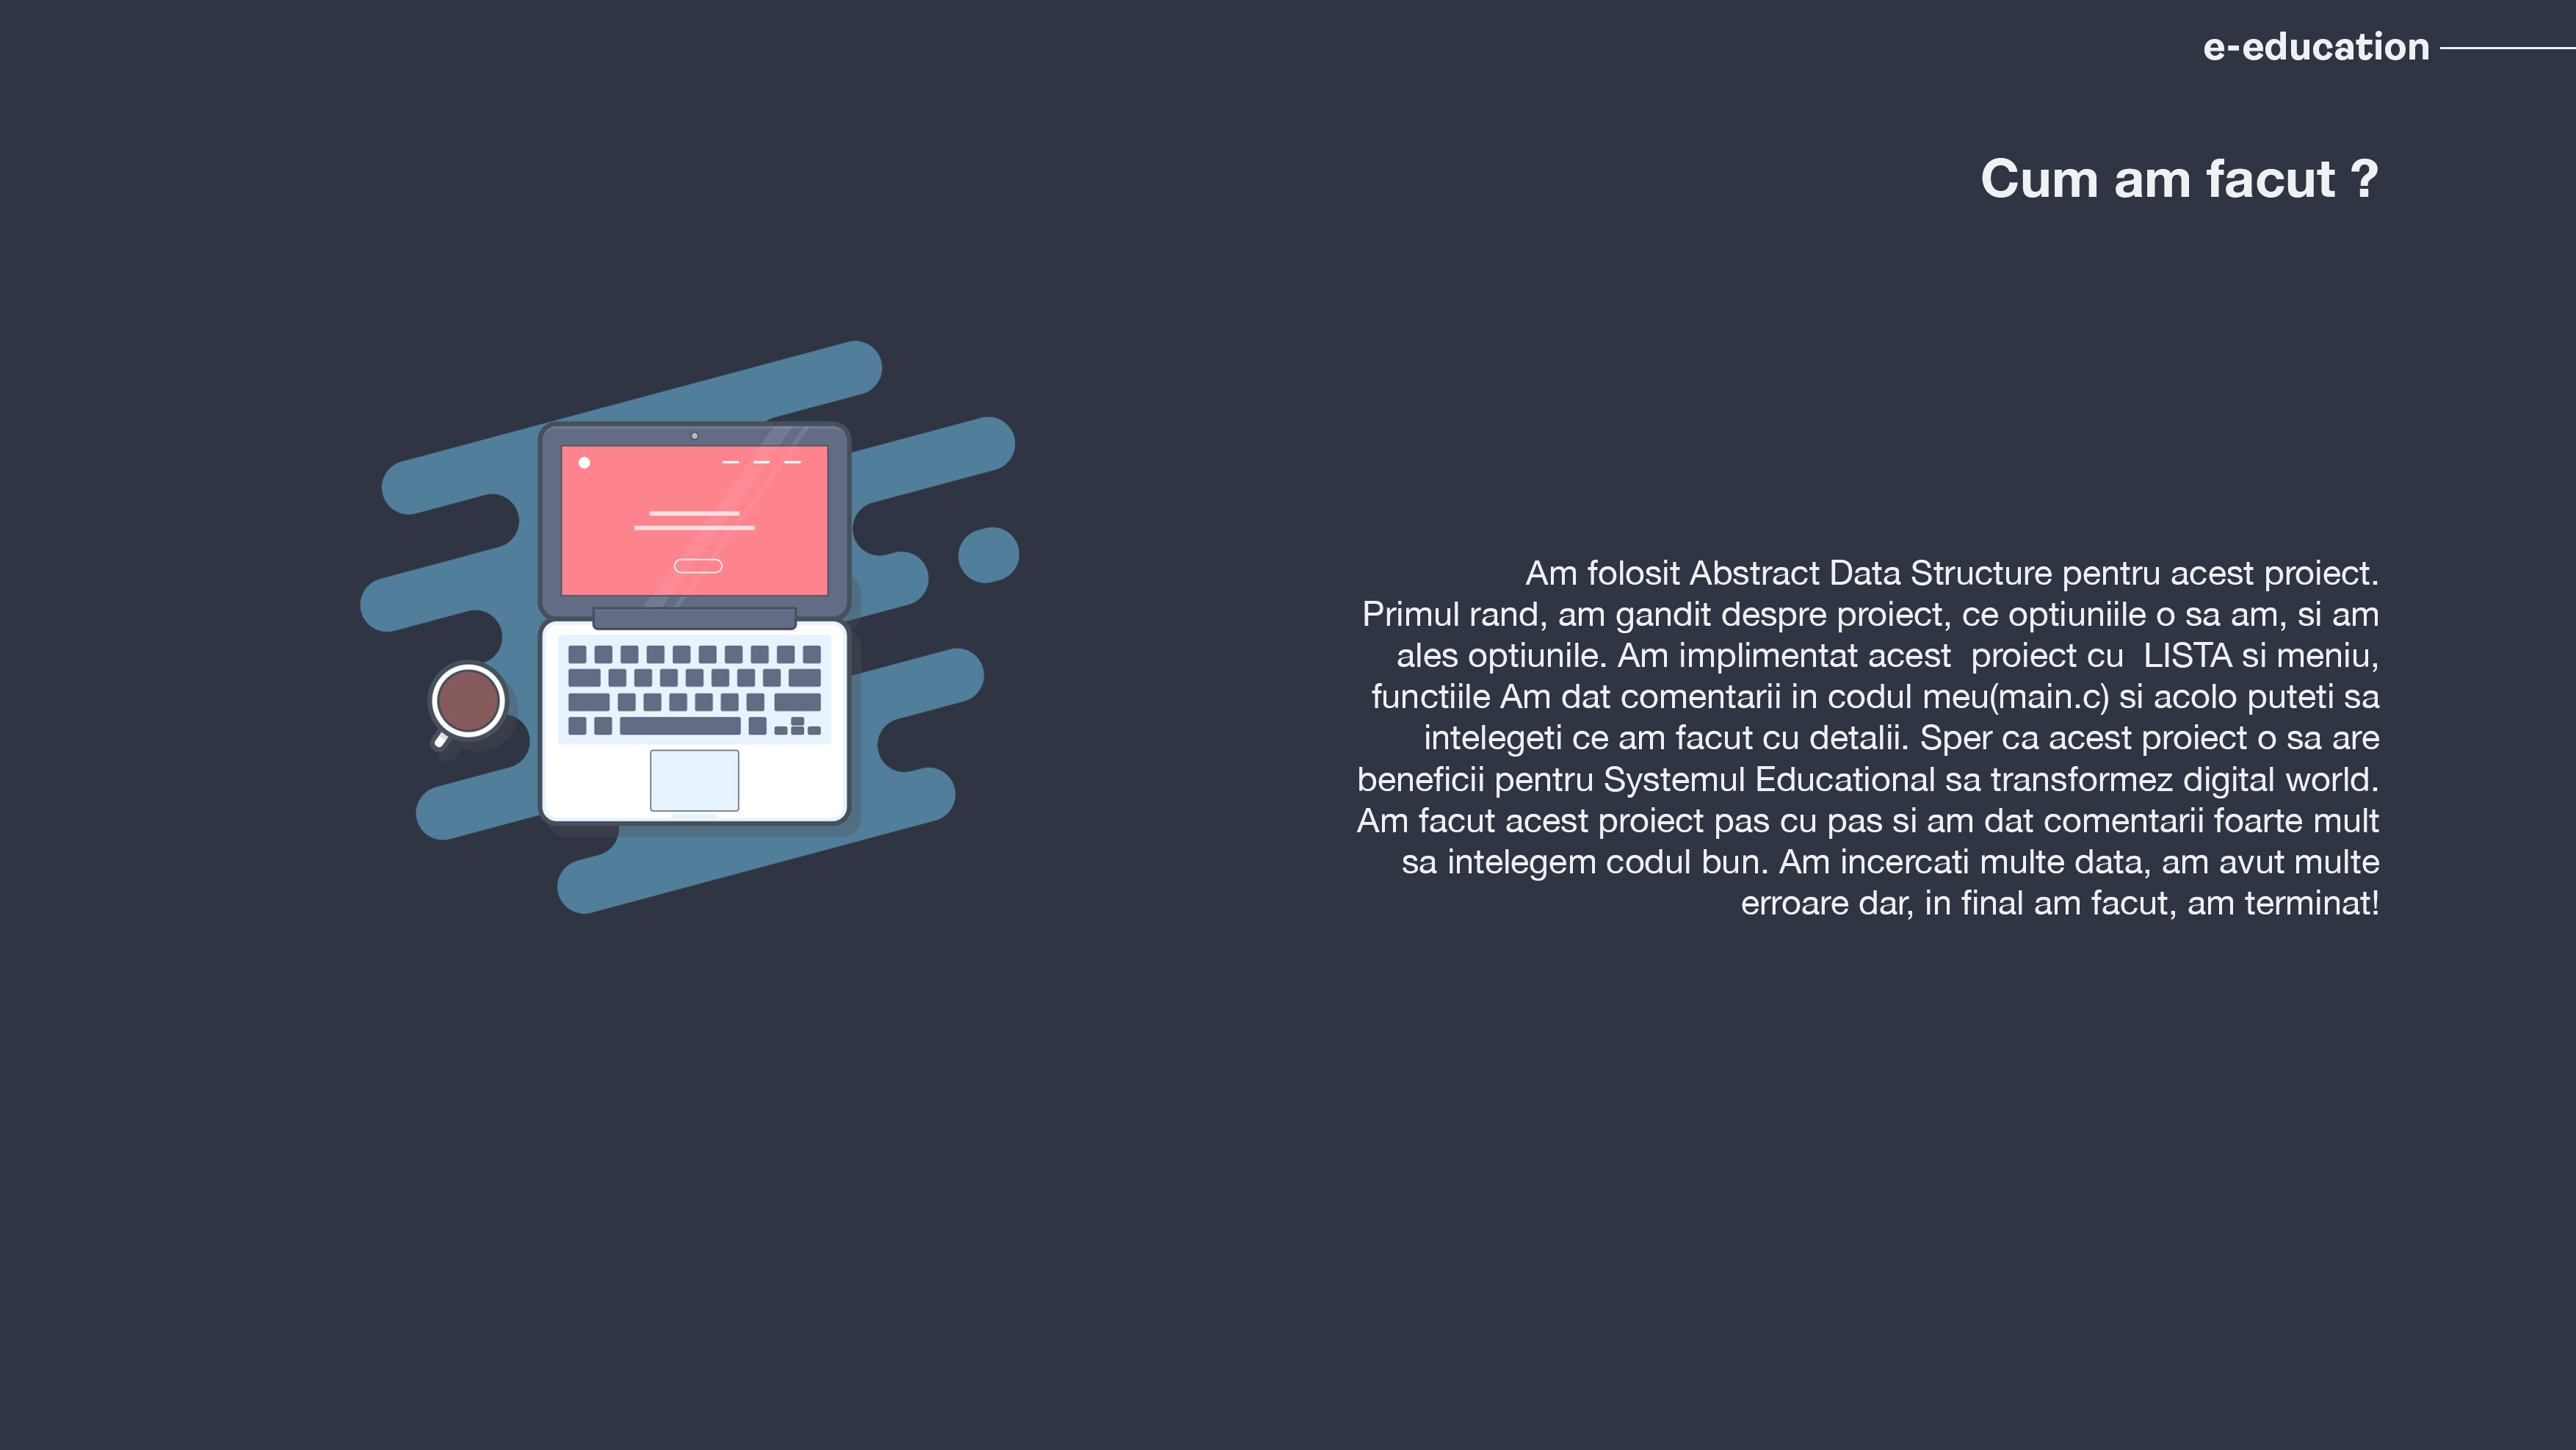 e-education
Cum am facut ?
Am folosit Abstract Data Structure pentru acest proiect.
Primul rand, am gandit despre proiect, ce optiuniile o sa am, si am
ales optiunile. Am implimentat acest  proiect cu  LISTA si meniu,
functiile Am dat comentarii in codul meu(main.c) si acolo puteti sa
intelegeti ce am facut cu detalii. Sper ca acest proiect o sa are
beneficii pentru Systemul Educational sa transformez digital world.
Am facut acest proiect pas cu pas si am dat comentarii foarte mult
sa intelegem codul bun. Am incercati multe data, am avut multe
erroare dar, in final am facut, am terminat!